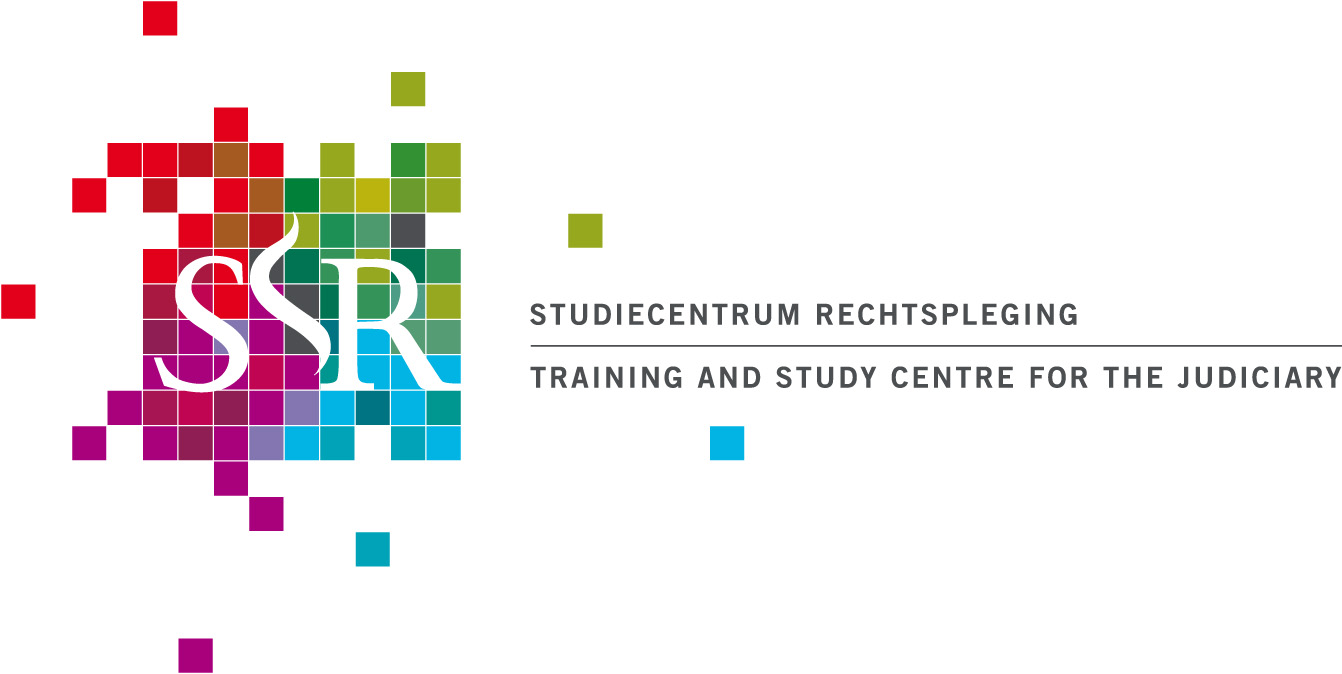 SSR
STUDIECENTRUM RECHTSPLEGING
TRAINING AND STUDY CENTRE FOR THE JUDICIARY